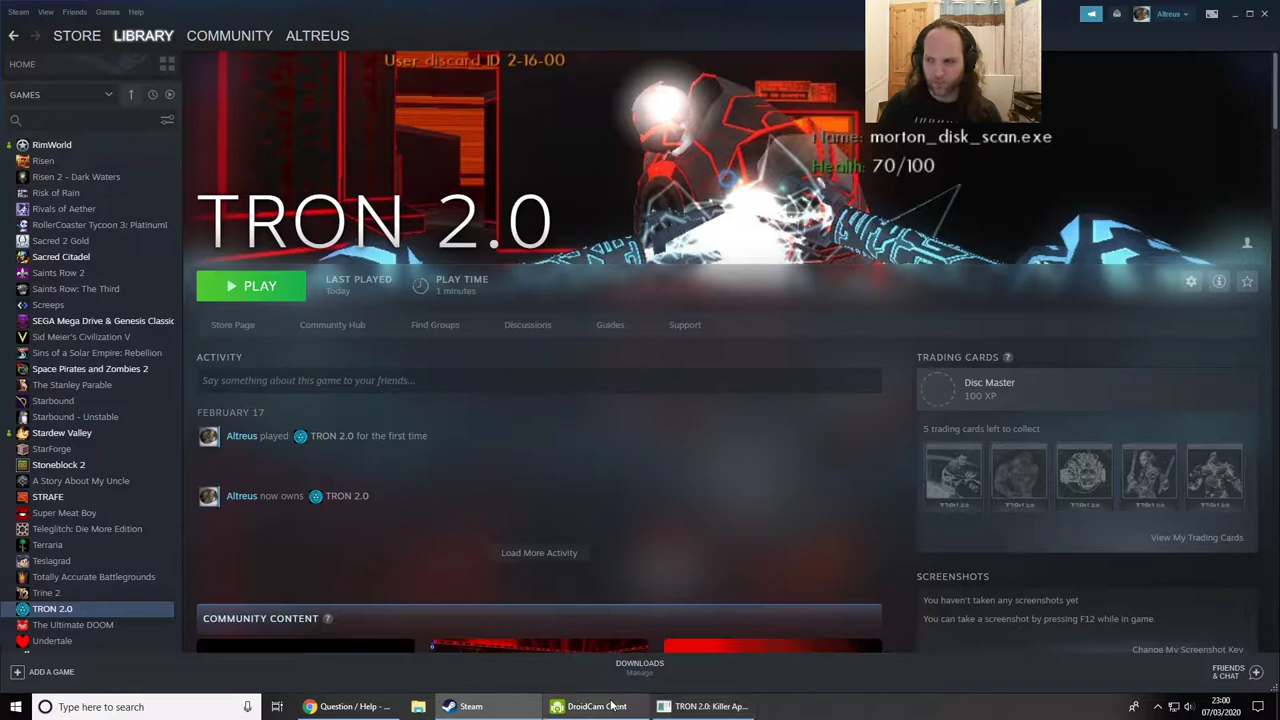 Steam View Friends Games Help
Altreus
STORE LIBRARY COMMUNITY ALTREUS
HOME
GAMES
RimWorld
Risen
Risen 2 - Dark Waters
Risk of Rain
Rivals of Aether
RollerCoaster Tycoon 3: Platinum!
Sacred 2 Gold
Sacred Citadel
Saints Row 2
Saints Row: The Third
Screeps
SEGA Mega Drive & Genesis Classic
Sid Meier's Civilization V
Sins of a Solar Empire: Rebellion
Space Pirates and Zombies 2
The Stanley Parable
Starbound
Starbound - Unstable
Stardew Valley
StarForge
Stoneblock 2
A Story About My Uncle
STRAFE
Super Meat Boy
Teleglitch: Die More Edition
Terraria
Teslagrad
Totally Accurate Battlegrounds
Trine 2
TRON 2.0
The Ultimate DOOM
Undertale
User discard ID 2-16-00
Name: morton_disk_scan.exe
Health: 70/100
TRON 2.0
PLAY
LAST PLAYED
Today
PLAY TIME
1 minutes
Store Page Community Hub Find Groups Discussions Guides Support
ACTIVITY
Say something about this game to your friends...
FEBRUARY 17
Altreus played TRON 2.0 for the first time
Altreus now owns TRON 2.0
Load More Activity
COMMUNITY CONTENT ?
TRADING CARDS ?
Disc Master
100 XP
5 trading cards left to collect
View My Trading Cards
SCREENSHOTS
You haven't taken any screenshots yet
You can take a screenshot by pressing F12 while in game.
Change My Screenshot Key
ADD A GAME
DOWNLOADS
Manage
FRIENDS
& CHAT
Type here to search
Question / Help - ...
Steam
DroidCam Client
TRON 2.0: Killer Ap...
23:00
07/03/2020